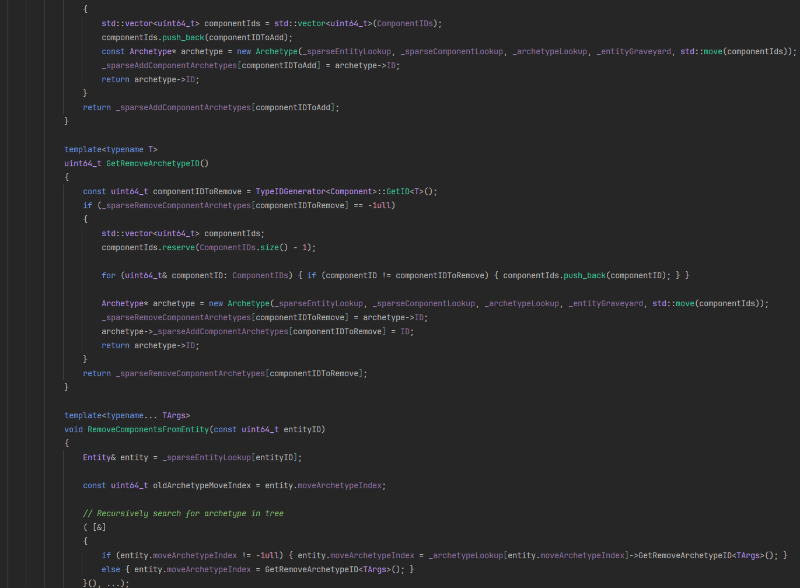 {
std::vector<uint64_t> componentIds = std::vector<uint64_t>(ComponentIDs);
componentIds.push_back(componentIDToAdd);
const Archetype* archetype = new Archetype(_sparseEntityLookup, _sparseComponentLookup, _archetypeLookup, _entityGraveyard, std::move(componentIds));
_sparseAddComponentArchetypes[componentIDToAdd] = archetype->ID;
return archetype->ID;
}
return _sparseAddComponentArchetypes[componentIDToAdd];
}
template<typename T>
uint64_t GetRemoveArchetypeID()
{
const uint64_t componentIDToRemove = TypeIDGenerator<Component>::GetID<T>();
if (_sparseRemoveComponentArchetypes[componentIDToRemove] == -1ull)
{
std::vector<uint64_t> componentIds;
componentIds.reserve(ComponentIDs.size() - 1);
for (uint64_t& componentID: ComponentIDs) { if (componentID != componentIDToRemove) { componentIds.push_back(componentID); } }
Archetype* archetype = new Archetype(_sparseEntityLookup, _sparseComponentLookup, _archetypeLookup, _entityGraveyard, std::move(componentIds));
_sparseRemoveComponentArchetypes[componentIDToRemove] = archetype->ID;
archetype->_sparseAddComponentArchetypes[componentIDToRemove] = ID;
return archetype->ID;
}
return _sparseRemoveComponentArchetypes[componentIDToRemove];
}
template<typename... TArgs>
void RemoveComponentsFromEntity(const uint64_t entityID)
{
Entity& entity = _sparseEntityLookup[entityID];
const uint64_t oldArchetypeMoveIndex = entity.moveArchetypeIndex;
// Recursively search for archetype in tree
( [&]
{
if (entity.moveArchetypeIndex != -1ull) { entity.moveArchetypeIndex = _archetypeLookup[entity.moveArchetypeIndex]->GetRemoveArchetypeID<TArgs>(); }
else { entity.moveArchetypeIndex = GetRemoveArchetypeID<TArgs>(); }
}(), ...);